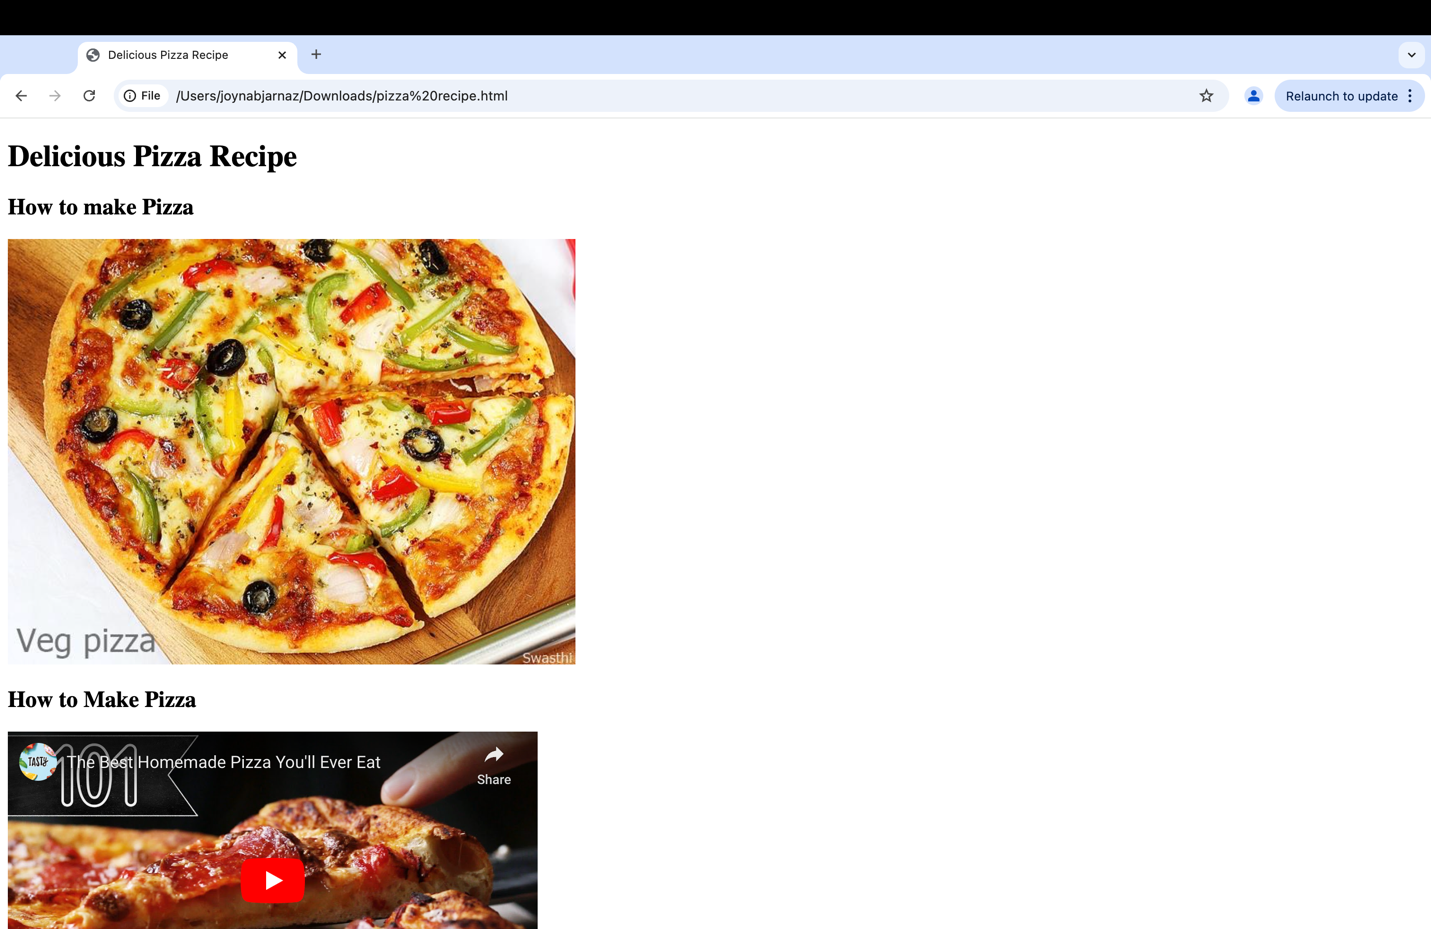 Delicious Pizza Recipe
File /Users/joynabjarnaz/Downloads/pizza%20recipe.html
Relaunch to update
Delicious Pizza Recipe
How to make Pizza
Veg pizza
Swasthi
How to Make Pizza
101
TASTY
The Best Homemade Pizza You'll Ever Eat
Share